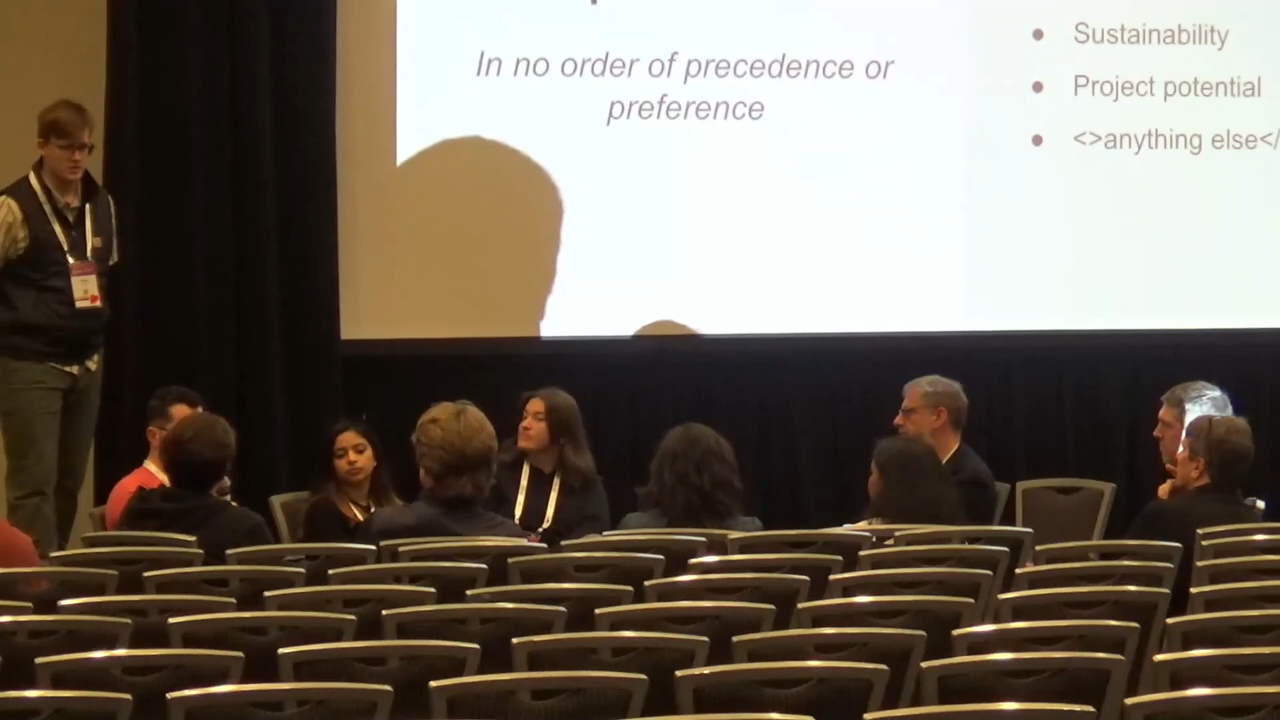 In no order of precedence or
preference
Sustainability
Project potential
<>anything else</